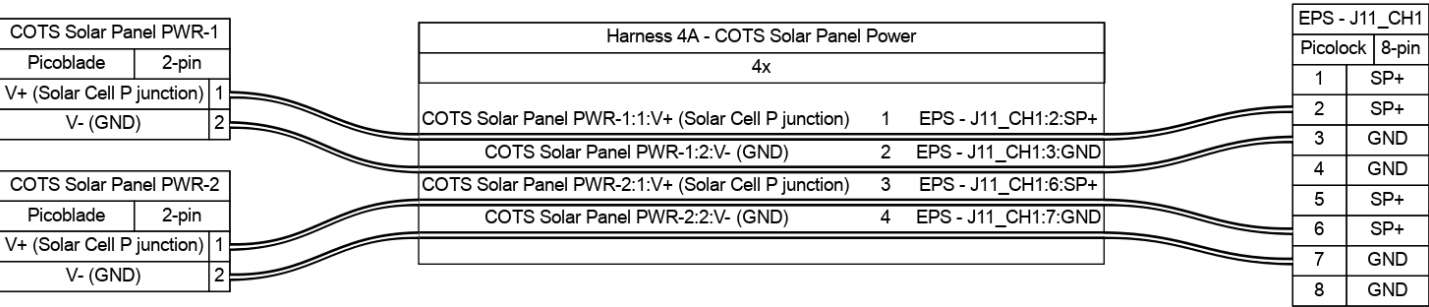 COTS Solar Panel PWR-1
Picoblade 2-pin
V+ (Solar Cell P junction) 1
V- (GND) 2
COTS Solar Panel PWR-2
Picoblade 2-pin
V+ (Solar Cell P junction) 1
V- (GND) 2
Harness 4A - COTS Solar Panel Power
4x
COTS Solar Panel PWR-1:1:V+ (Solar Cell P junction) 1 EPS - J11_CH1:2:SP+
COTS Solar Panel PWR-1:2:V- (GND) 2 EPS - J11_CH1:3:GND
COTS Solar Panel PWR-2:1:V+ (Solar Cell P junction) 3 EPS - J11_CH1:6:SP+
COTS Solar Panel PWR-2:2:V- (GND) 4 EPS - J11_CH1:7:GND
EPS - J11_CH1
Picolock 8-pin
1 SP+
2 SP+
3 GND
4 GND
5 SP+
6 SP+
7 GND
8 GND